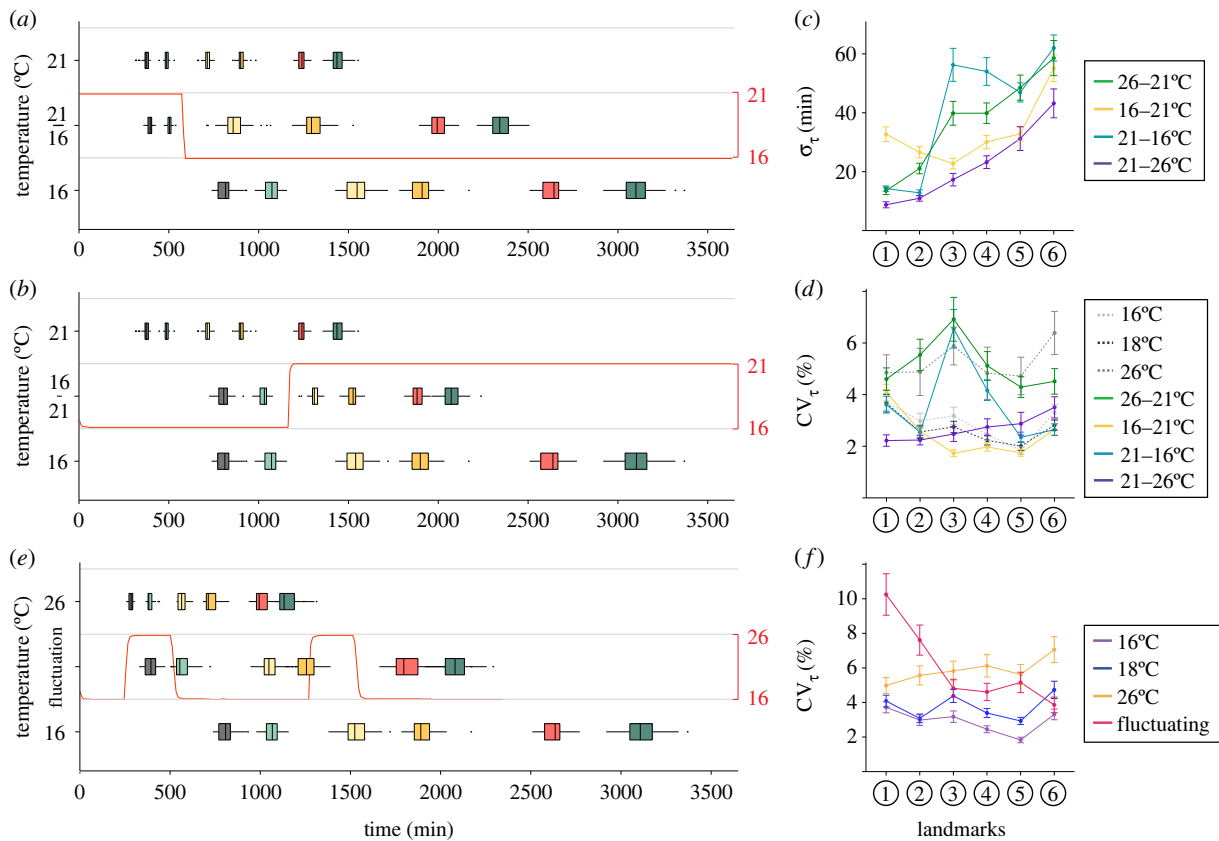 (a)
temperature (ºC)
21
21
–
16
16
0 500 1000 1500 2000 2500 3000 3500
21
16
(b)
temperature (ºC)
21
16
–
21
16
0 500 1000 1500 2000 2500 3000 3500
21
16
(e)
temperature (ºC)
26
fluctuation
16
0 500 1000 1500 2000 2500 3000 3500
26
16
time (min)
(c)
στ (min)
60
40
20
1 2 3 4 5 6
26–21ºC
16–21ºC
21–16ºC
21–26ºC
(d)
CVτ (%)
6
4
2
1 2 3 4 5 6
16ºC
18ºC
26ºC
26–21ºC
16–21ºC
21–16ºC
21–26ºC
(f)
CVτ (%)
10
8
6
4
2
1 2 3 4 5 6
landmarks
16ºC
18ºC
26ºC
fluctuating